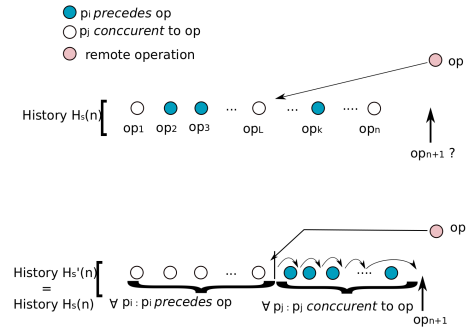 pi precedes op
pj conccurent to op
remote operation
op
History Hs(n)
... ... ....
op1 op2 op3 opL opk opn
opn+1 ?
op
History Hs'(n)
=
History Hs(n)
... ....
∀ pi : pi precedes op ∀ pj : pj conccurent to op
opn+1